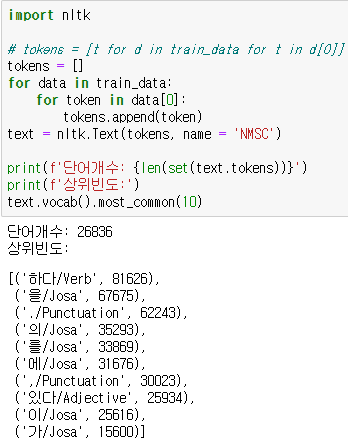 import nltk
# tokens = [t for d in train_data for t in d[0]]
tokens = []
for data in train_data:
    for token in data[0]:
        tokens.append(token)
text = nltk.Text(tokens, name = 'NMSC')
print(f'단어개수: {len(set(text.tokens))}')
print(f'상위빈도:')
text.vocab().most_common(10)
단어개수: 26836
상위빈도:
[('하다/Verb', 81626),
 ('을/Josa', 67675),
 ('./Punctuation', 62243),
 ('의/Josa', 35293),
 ('를/Josa', 33869),
 ('에/Josa', 31676),
 (',/Punctuation', 30023),
 ('있다/Adjective', 25934),
 ('이/Josa', 25616),
 ('가/Josa', 15600)]